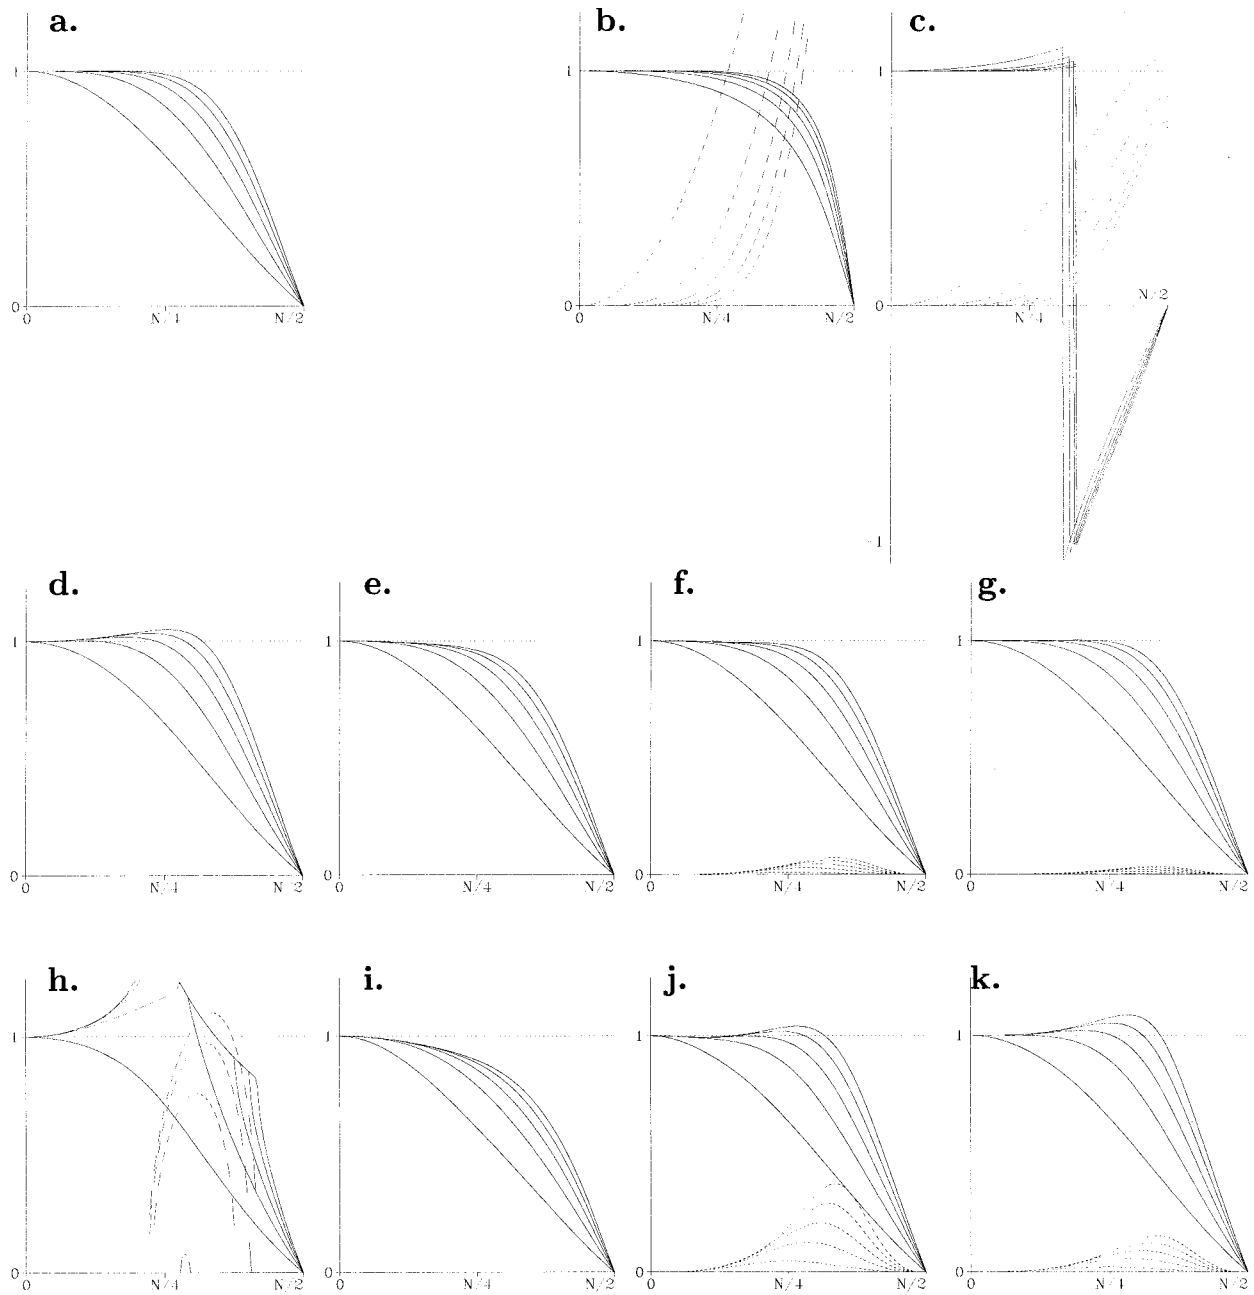 a. b. c.
1 1 1
N/2
0 0 0
0 N/4 N/2 0 N/4 N/2 N/4
-1
d. e. f. g.
1 1 1 1
0 0 0 0
0 N/4 N/2 0 N/4 N/2 0 N/4 N/2 0 N/4 N/2
h. i. j. k.
1 1 1 1
0 0 0 0
0 N/4 N/2 0 N/4 N/2 0 N/4 N/2 0 N/4 N/2